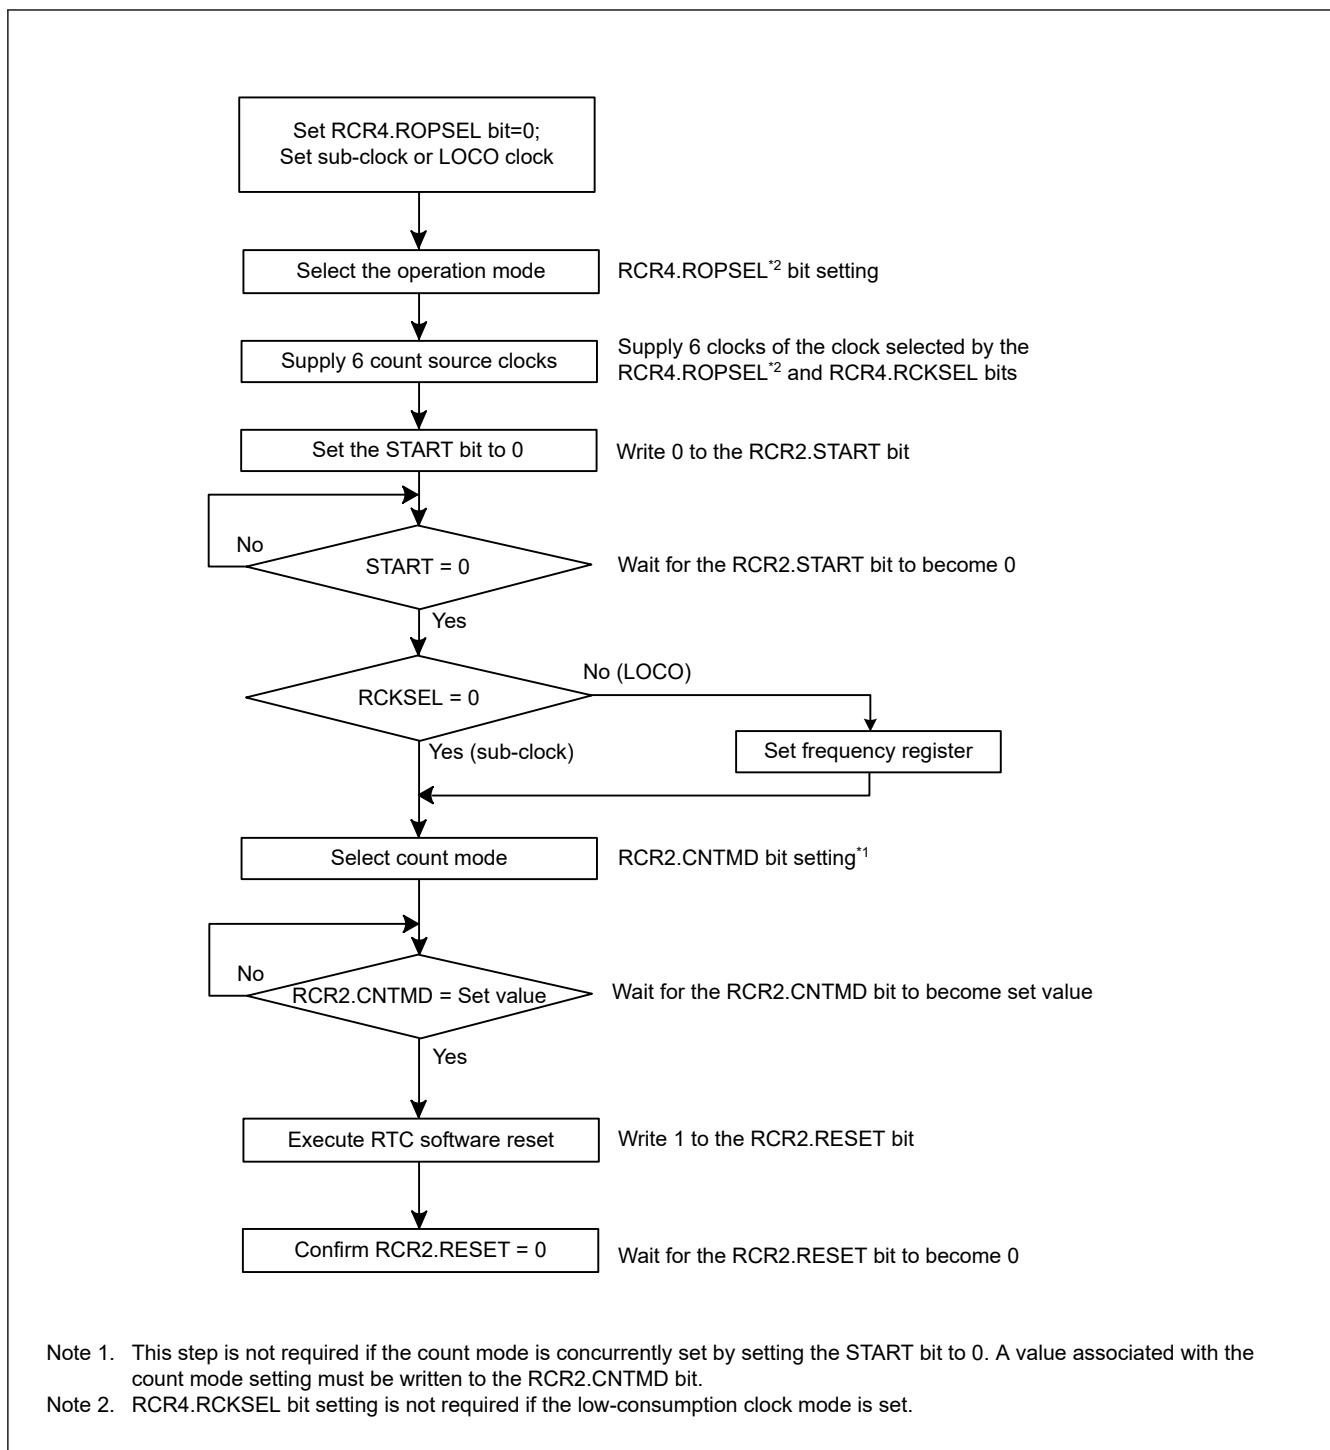 Set RCR4.ROPSEL bit=0;
Set sub-clock or LOCO clock
Select the operation mode
RCR4.ROPSEL*2 bit setting
Supply 6 count source clocks
Supply 6 clocks of the clock selected by the
RCR4.ROPSEL*2 and RCR4.RCKSEL bits
Set the START bit to 0
Write 0 to the RCR2.START bit
No
START = 0
Wait for the RCR2.START bit to become 0
Yes
No (LOCO)
RCKSEL = 0
Yes (sub-clock)
Set frequency register
Select count mode
RCR2.CNTMD bit setting*1
No
RCR2.CNTMD = Set value
Wait for the RCR2.CNTMD bit to become set value
Yes
Execute RTC software reset
Write 1 to the RCR2.RESET bit
Confirm RCR2.RESET = 0
Wait for the RCR2.RESET bit to become 0
Note 1. This step is not required if the count mode is concurrently set by setting the START bit to 0. A value associated with the
count mode setting must be written to the RCR2.CNTMD bit.
Note 2. RCR4.RCKSEL bit setting is not required if the low-consumption clock mode is set.